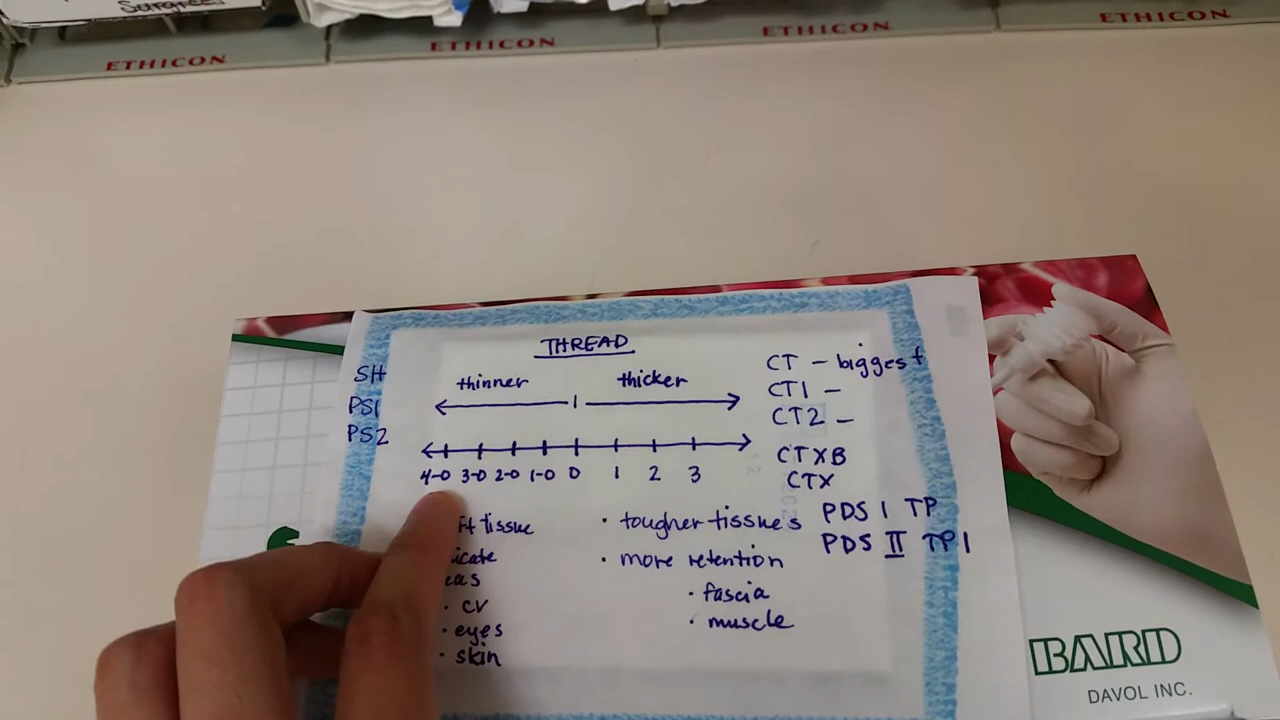 ETHICON
ETHICON
ETHICON
ETHICON
THREAD
thinner
thicker
4-0 3-0 2-0 1-0 0 1 2 3
SH
PS1
PS2
CT - biggest
CT1 -
CT2 -
CTXB
CTX
PDS I TP
PDS II TP1
ft tissue
icate
eas
· cv
· eyes
· skin
· tougher tissues
· more retention
· fascia
· muscle
BARD
DAVOL INC.